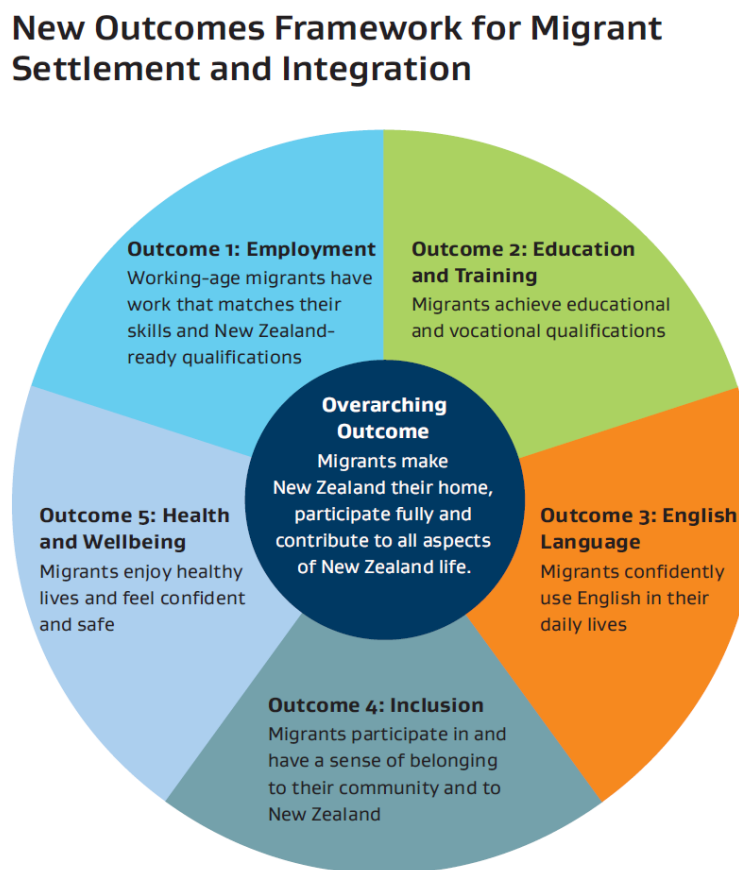 New Outcomes Framework for Migrant
Settlement and Integration
Outcome 1: Employment
Working-age migrants have
work that matches their
skills and New Zealand-
ready qualifications
Outcome 2: Education
and Training
Migrants achieve educational
and vocational qualifications
Overarching
Outcome
Migrants make
New Zealand their home,
participate fully and
contribute to all aspects
of New Zealand life.
Outcome 3: English
Language
Migrants confidently
use English in their
daily lives
Outcome 4: Inclusion
Migrants participate in and
have a sense of belonging
to their community and to
New Zealand
Outcome 5: Health
and Wellbeing
Migrants enjoy healthy
lives and feel confident
and safe